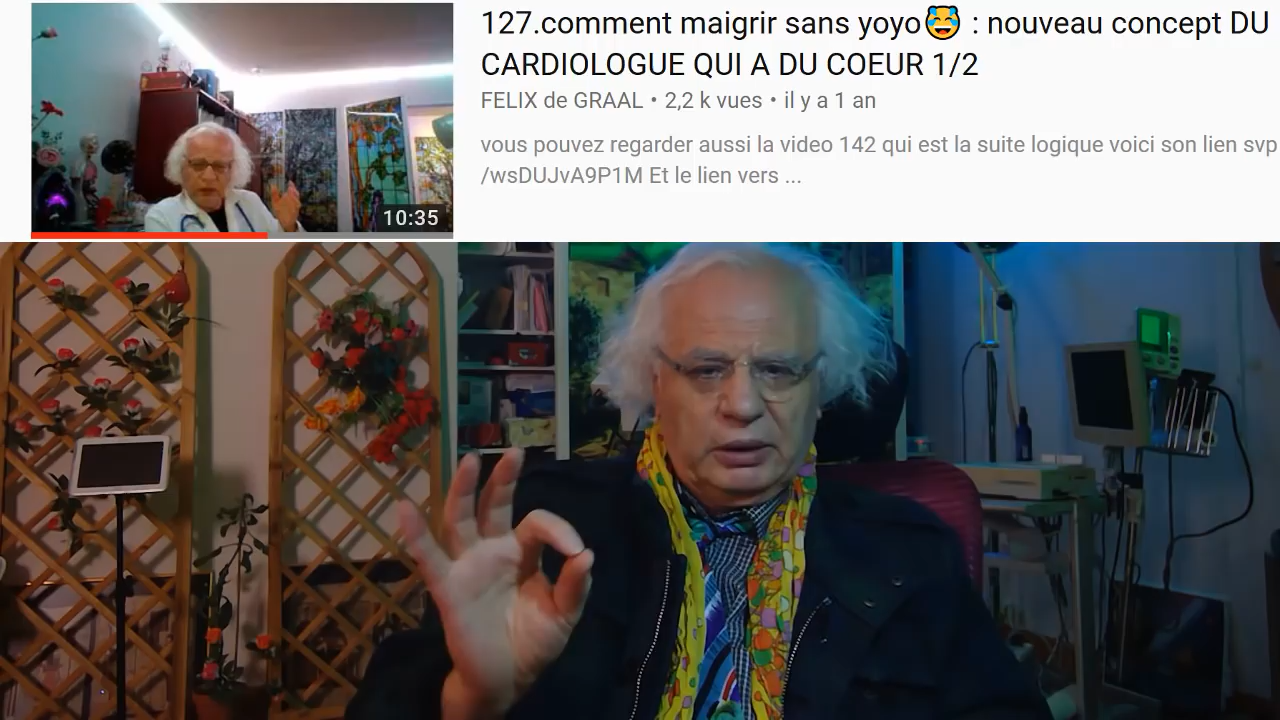 127.comment maigrir sans yoyo😹 : nouveau concept DU
CARDIOLOGUE QUI A DU COEUR 1/2
FELIX de GRAAL • 2,2 k vues • il y a 1 an
vous pouvez regarder aussi la video 142 qui est la suite logique voici son lien svp
/wsDUJvA9P1M Et le lien vers ...
10:35